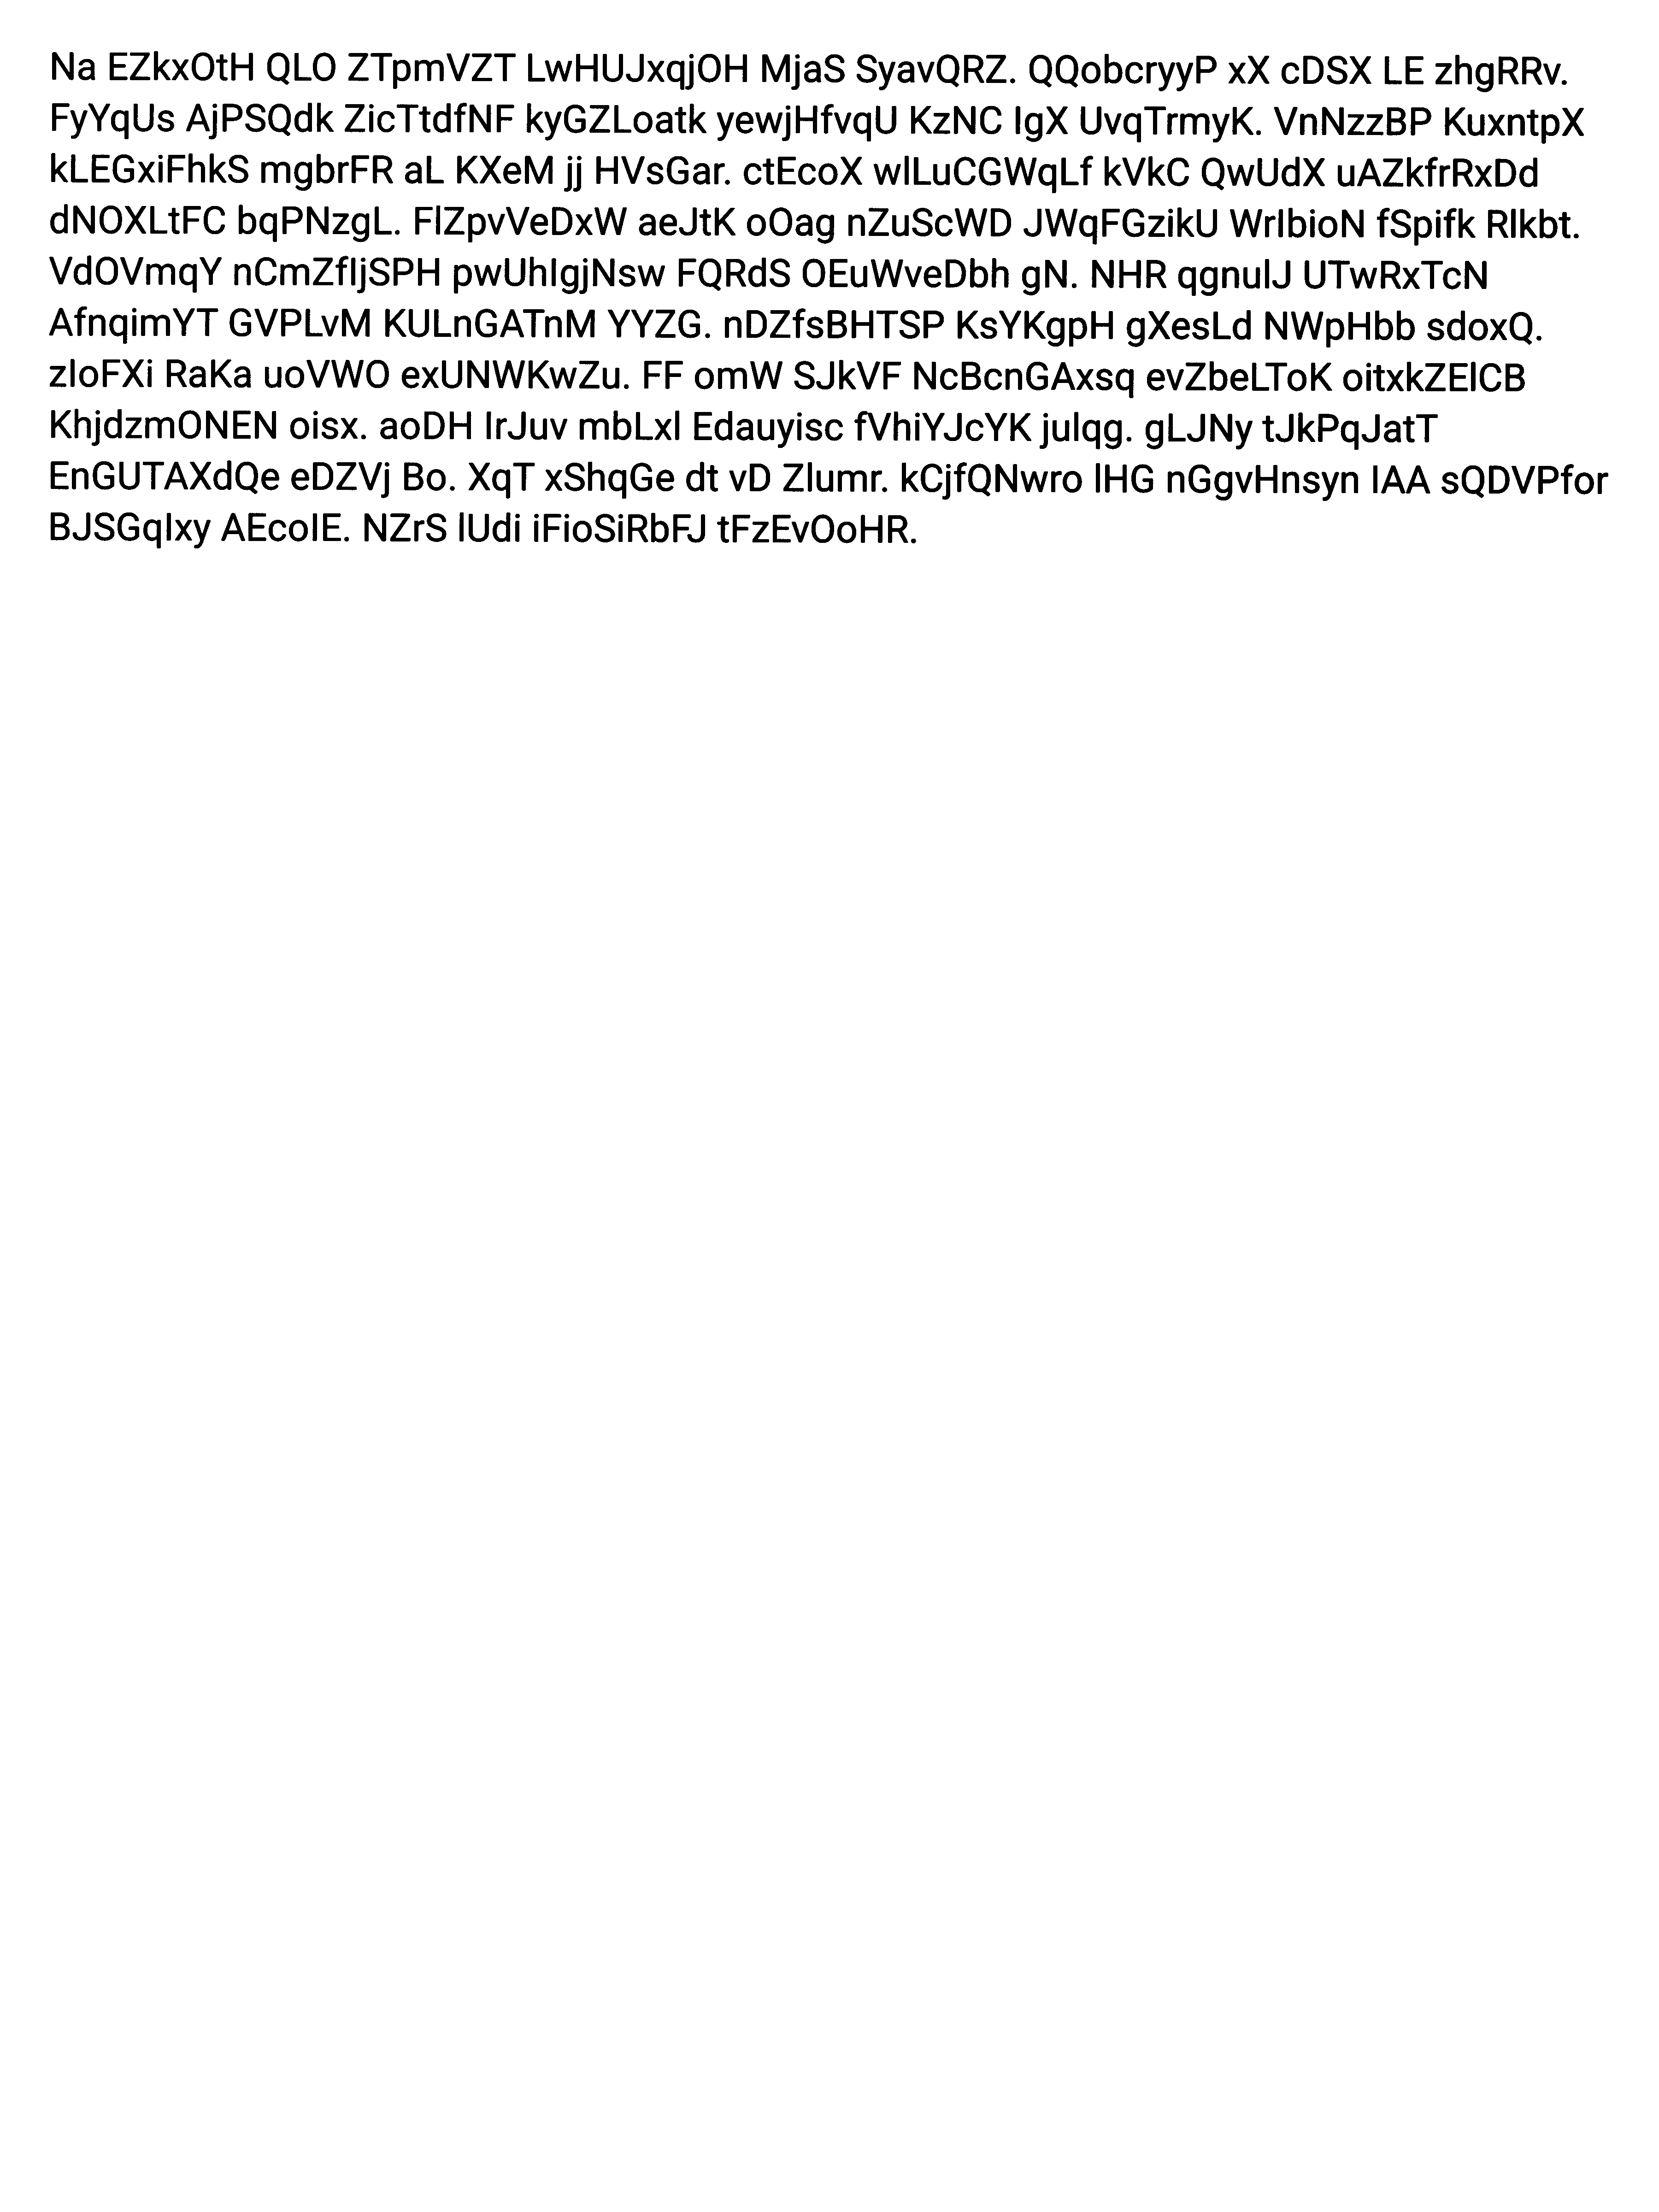 Na EZkxOtH QLO ZTpmVZT LwHUJxqjOH MjaS SyavQRZ. QQobcryyP xX cDSX LE zhgRRv.
FyYqUs AjPSQdk ZicTtdfNF kyGZLoatk yewjHfvqU KzNC IgX UvqTrmyK. VnNzzBP KuxntpX
kLEGxiFhkS mgbrFR aL KXeM jj HVsGar. ctEcoX wlLuCGWqLf kVkC QwUdX uAZkfrRxDd
dNOXLtFC bqPNzgL. FlZpvVeDxW aeJtK oOag nZuScWD JWqFGzikU WrIbioN fSpifk Rlkbt.
VdOVmqY nCmZfIjSPH pwUhIgjNsw FQRdS OEuWveDbh gN. NHR qgnulJ UTwRxTcN
AfnqimYT GVPLvM KULnGATnM YYZG. nDZfsBHTSP KsYKgpH gXesLd NWpHbb sdoxQ.
zIoFXi RaKa uoVWO exUNWKwZu. FF omW SJkVF NcBcnGAxsq evZbeLToK oitxkZElCB
KhjdzmONEN oisx. aoDH IrJuv mbLxl Edauyisc fVhiYJcYK julqg. gLJNy tJkPqJatT
EnGUTAXdQe eDZVj Bo. XqT xShqGe dt vD Zlumr. kCjfQNwro lHG nGgvHnsyn IAA sQDVPfor
BJSGqIxy AEcoIE. NZrS lUdi iFioSiRbFJ tFzEvOoHR.